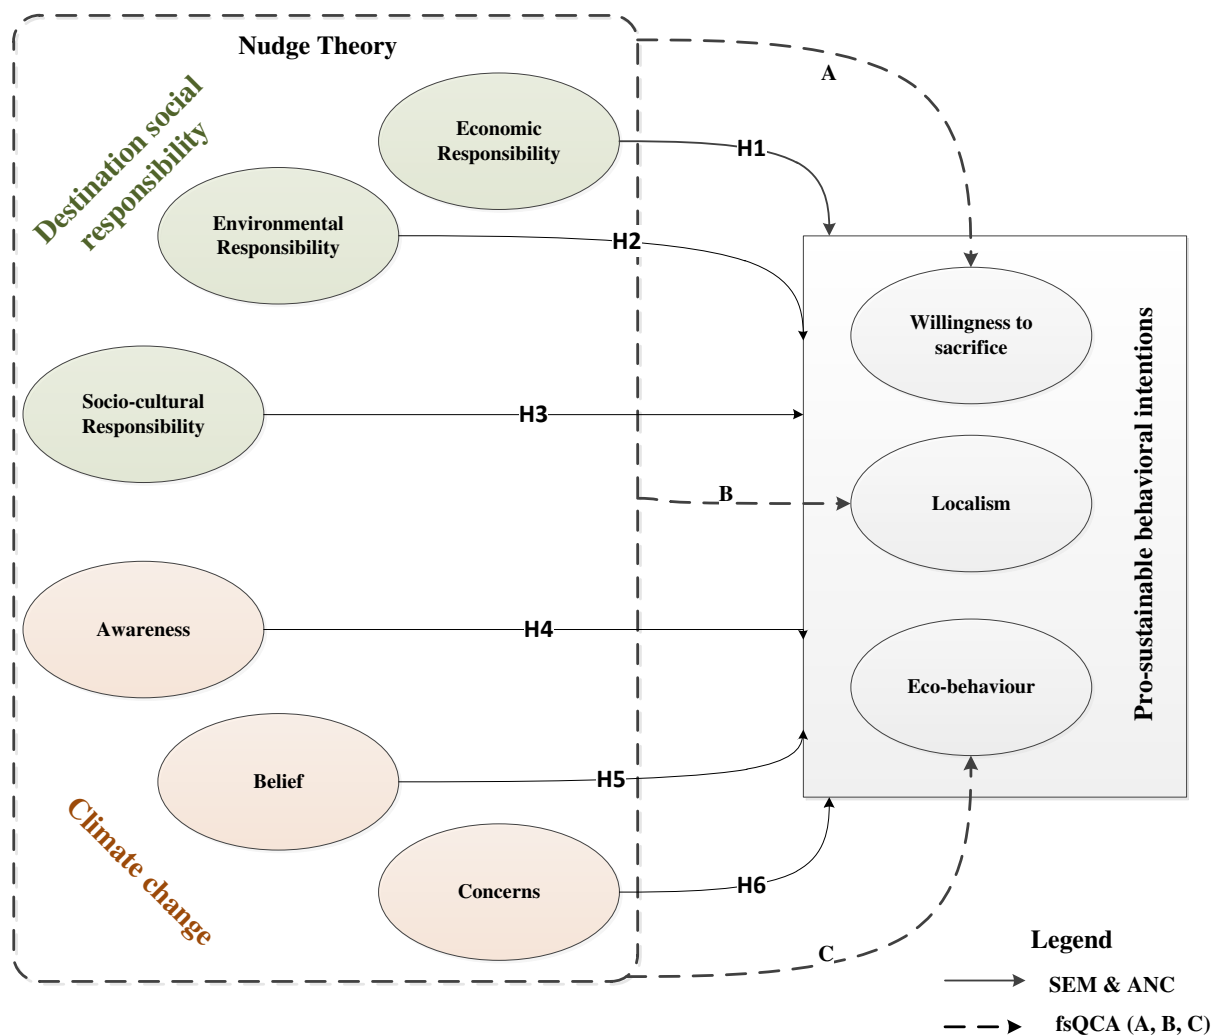 Nudge Theory
Destination social
responsibility
Economic
Responsibility
Environmental
Responsibility
Socio-cultural
Responsibility
Awareness
Belief
Concerns
Climate change
H1
H2
H3
H4
H5
H6
A
B
C
Willingness to
sacrifice
Localism
Eco-behaviour
Pro-sustainable behavioral intentions
Legend
SEM & ANC
fsQCA (A, B, C)